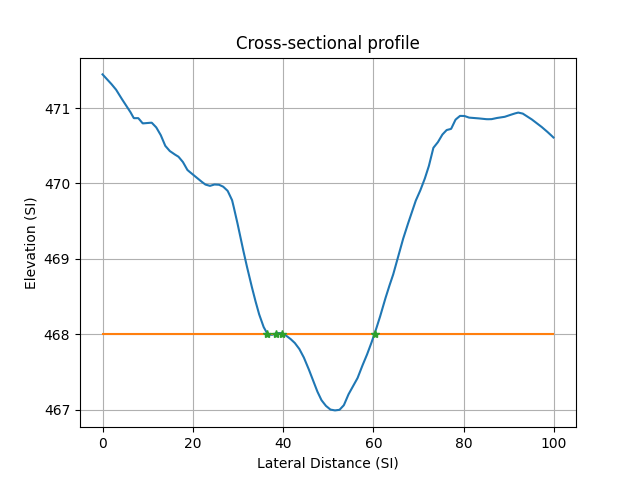 Cross-sectional profile
471
470
469
468
467
Elevation (SI)
0 20 40 60 80 100
Lateral Distance (SI)